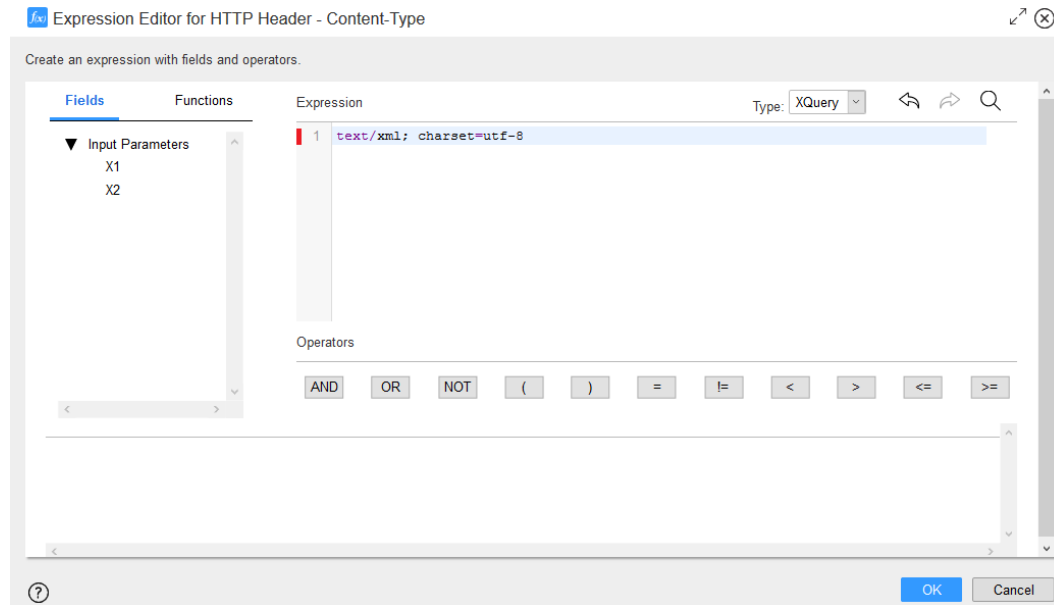 fxx Expression Editor for HTTP Header - Content-Type
Create an expression with fields and operators.
Fields Functions Expression Type: XQuery
1 text/xml; charset=utf-8
▼ Input Parameters
X1
X2
Operators
AND OR NOT ( ) = != < > <= >=
? OK Cancel